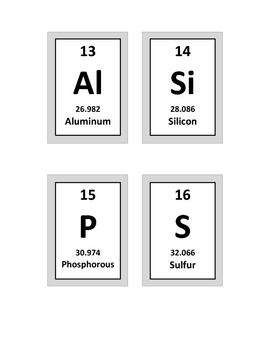 13
Al
26.982
Aluminum
14
Si
28.086
Silicon
15
P
30.974
Phosphorous
16
S
32.066
Sulfur